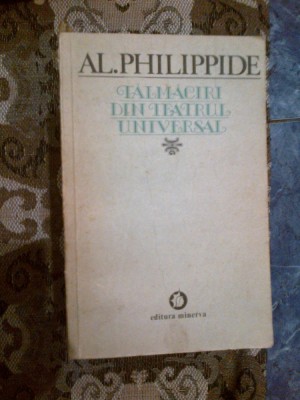 AL. PHILIPPIDE
TĂLMĂCIRI
DIN TEATRUL
UNIVERSAL
editura minerva